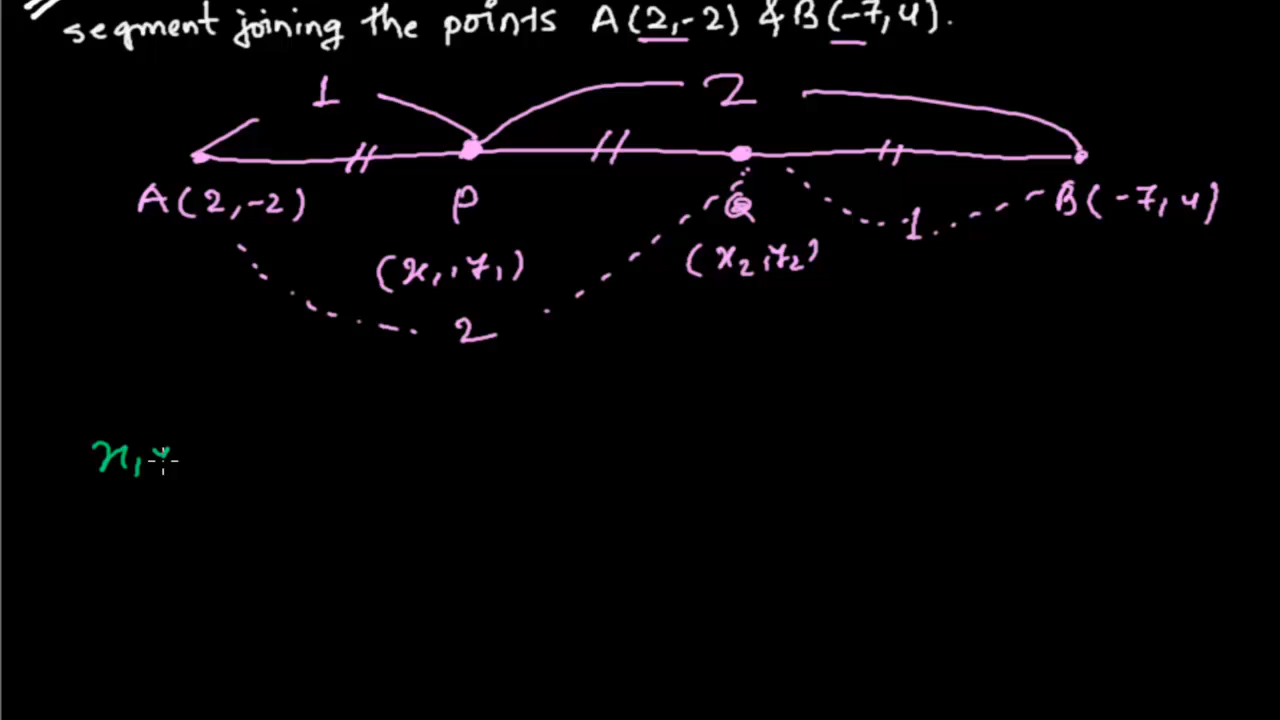 segment joining the points A(2,-2) & B(-7,4).
1 2
A(2,-2) P Q B(-7,4)
1
(x₁,y₁) (x₂,y₂)
2
x₁